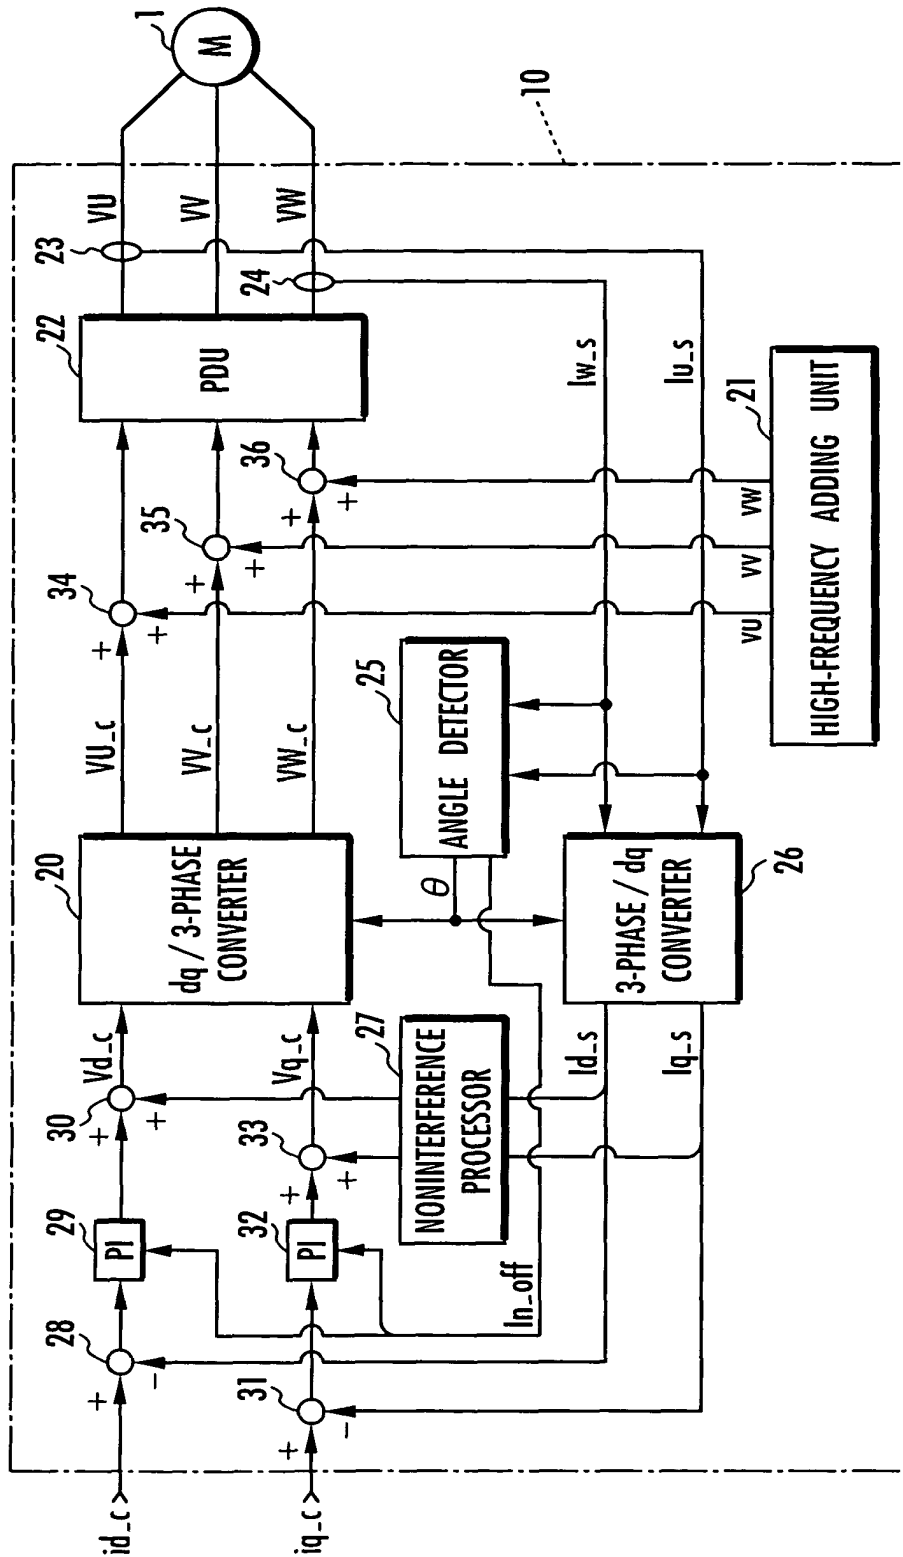 1
M
10
VU
VV
VW
23
24
22
PDU
Iw_s
Iu_s
34
35
36
+
+
+
+
+
+
21
HIGH-FREQUENCY ADDING UNIT
vu
vv
vw
VU_c
VV_c
VW_c
25
ANGLE DETECTOR
θ
20
dq / 3-PHASE
CONVERTER
26
3-PHASE / dq
CONVERTER
Vd_c
Vq_c
27
NONINTERFERENCE
PROCESSOR
Id_s
Iq_s
30
+
+
33
+
+
29
PI
32
PI
In_off
28
+
-
31
+
-
id_c
iq_c